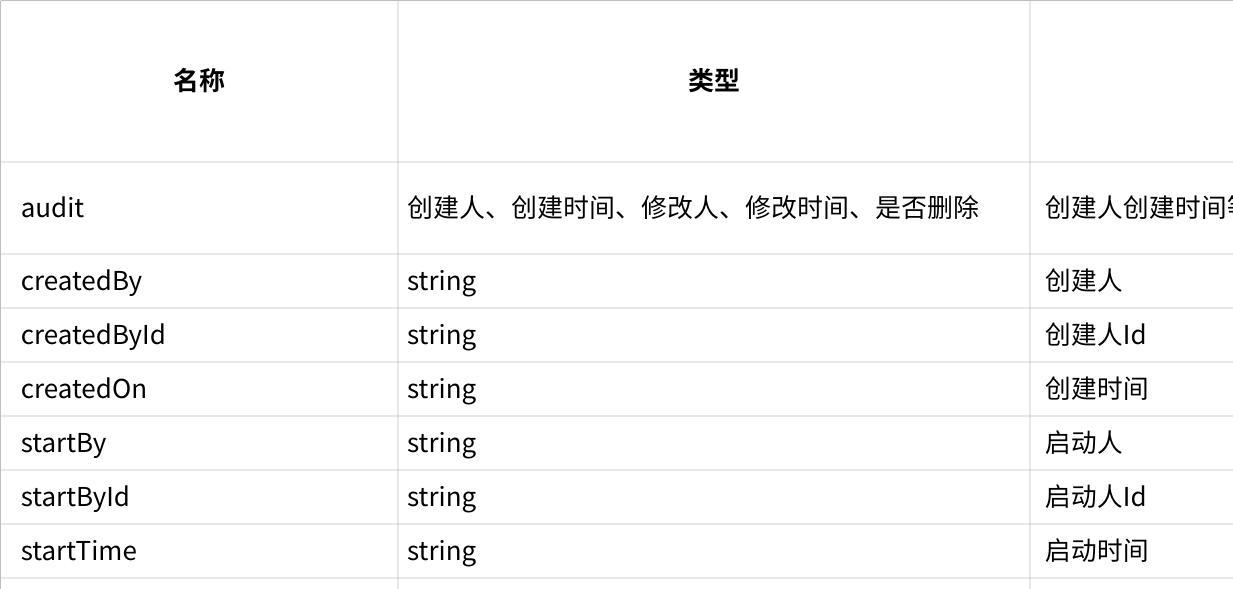 名称 类型
audit 创建人、创建时间、修改人、修改时间、是否删除 创建人创建时间
createdBy string 创建人
createdById string 创建人Id
createdOn string 创建时间
startBy string 启动人
startById string 启动人Id
startTime string 启动时间